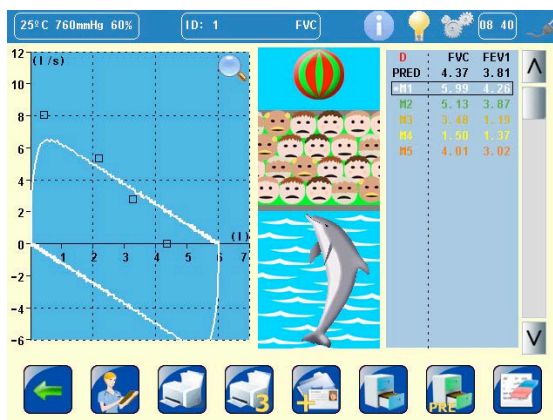 25º C 760mmHg 60%
ID: 1 FVC
08 40
12
(l /s)
10
8
6
4
2
0
-2
-4
-6
1 2 3 4 5 6 7
(l)
D FVC FEV1
PRED 4.37 3.81
*M1 5.99 4.26
M2 5.13 3.87
M3 3.48 1.19
M4 1.50 1.37
M5 4.01 3.02
Λ
V
i
3
PRE